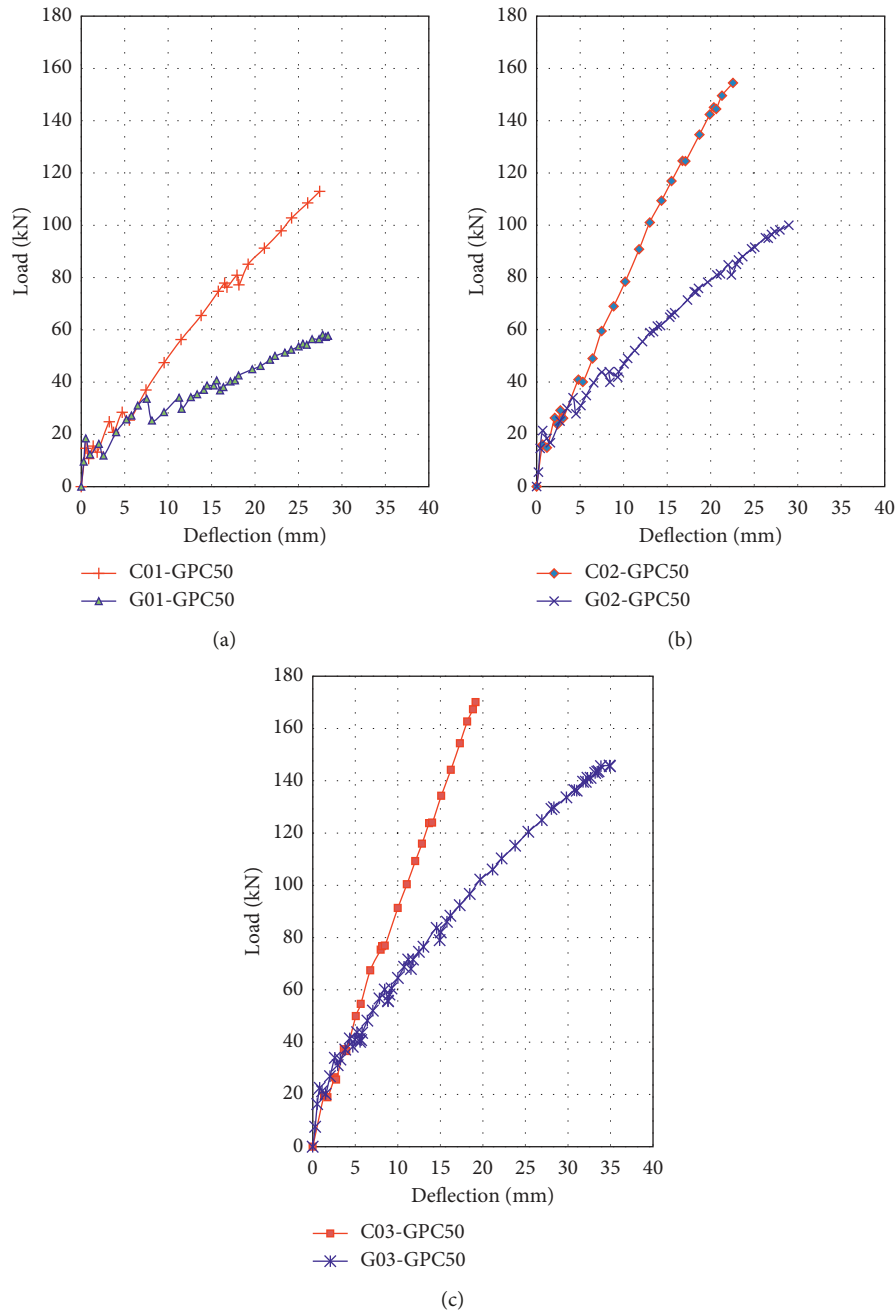 180
160
140
120
100
80
60
40
20
0
Load (kN)
0 5 10 15 20 25 30 35 40
Deflection (mm)
C01-GPC50
G01-GPC50
(a)
180
160
140
120
100
80
60
40
20
0
Load (kN)
0 5 10 15 20 25 30 35 40
Deflection (mm)
C02-GPC50
G02-GPC50
(b)
180
160
140
120
100
80
60
40
20
0
Load (kN)
0 5 10 15 20 25 30 35 40
Deflection (mm)
C03-GPC50
G03-GPC50
(c)